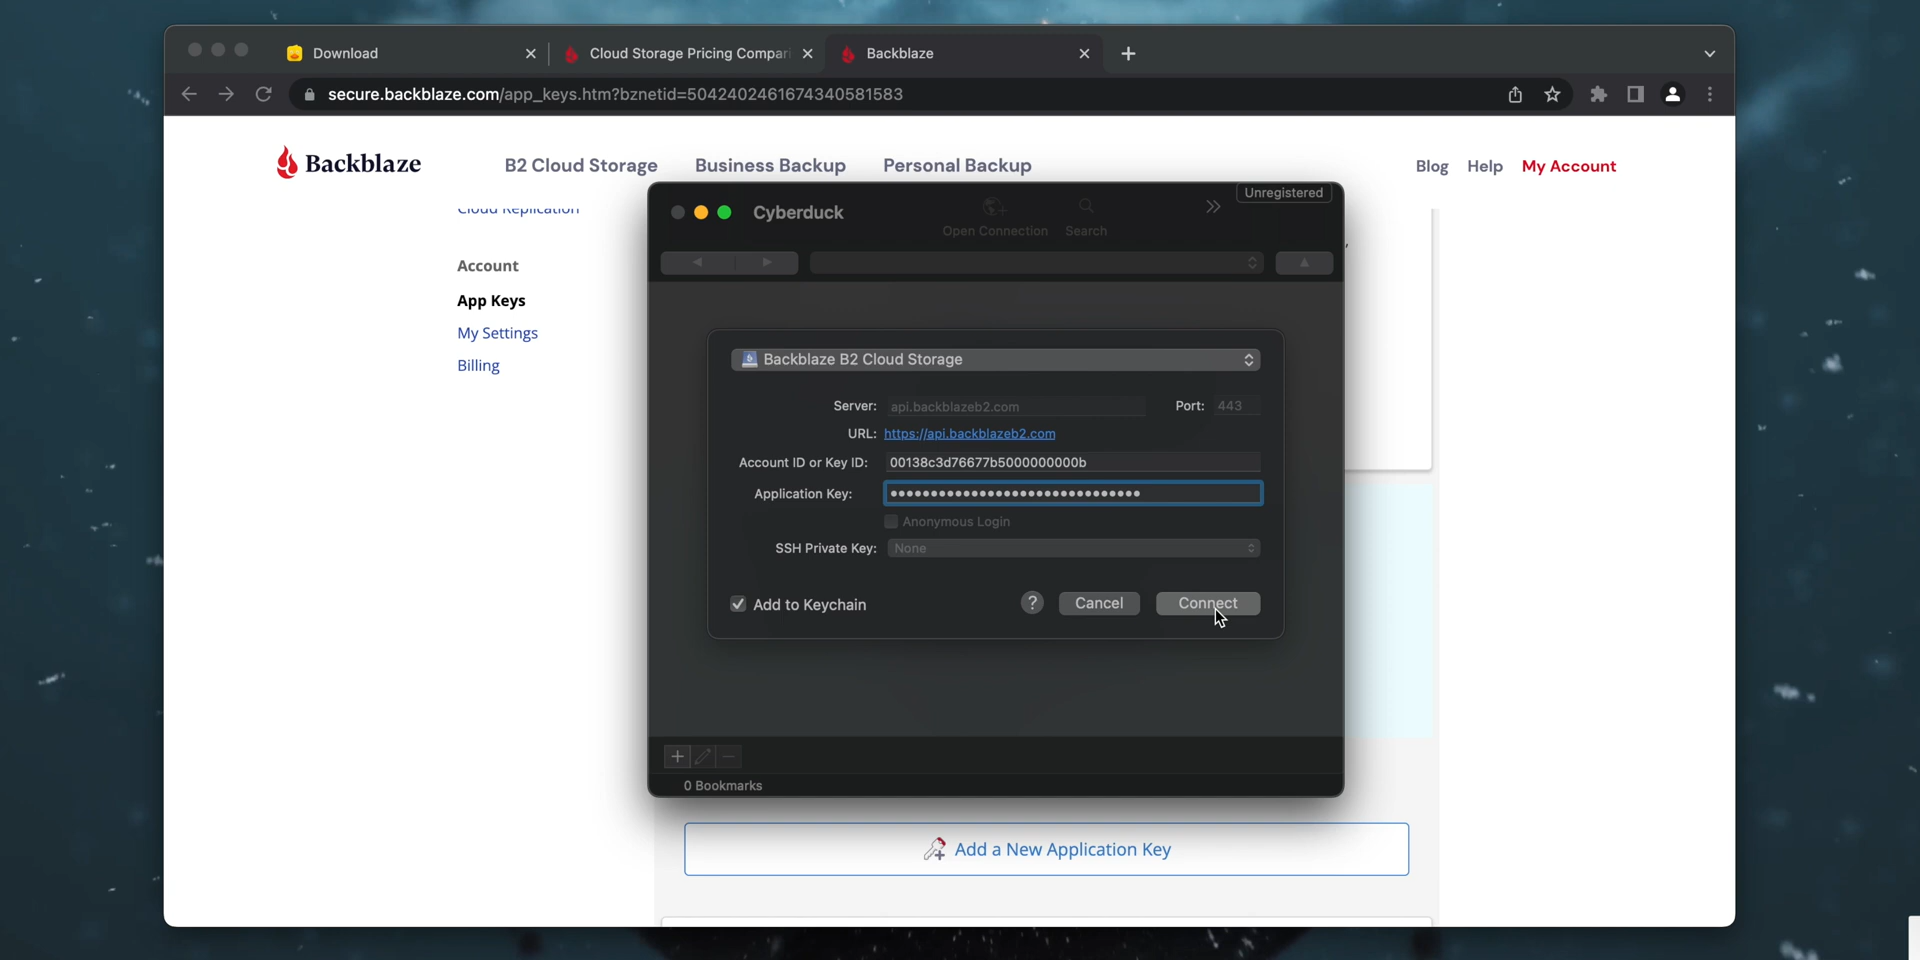 Download
Cloud Storage Pricing Compari
Backblaze
secure.backblaze.com/app_keys.htm?bznetid=5042402461674340581583
Backblaze
B2 Cloud Storage
Business Backup
Personal Backup
Blog
Help
My Account
Cloud Replication
Account
App Keys
My Settings
Billing
Cyberduck
Open Connection
Search
Unregistered
Backblaze B2 Cloud Storage
Server: api.backblazeb2.com
Port: 443
URL: https://api.backblazeb2.com
Account ID or Key ID: 00138c3d76677b5000000000b
Application Key: •••••••••••••••••••••••••••••••
Anonymous Login
SSH Private Key: None
Add to Keychain
?
Cancel
Connect
0 Bookmarks
Add a New Application Key